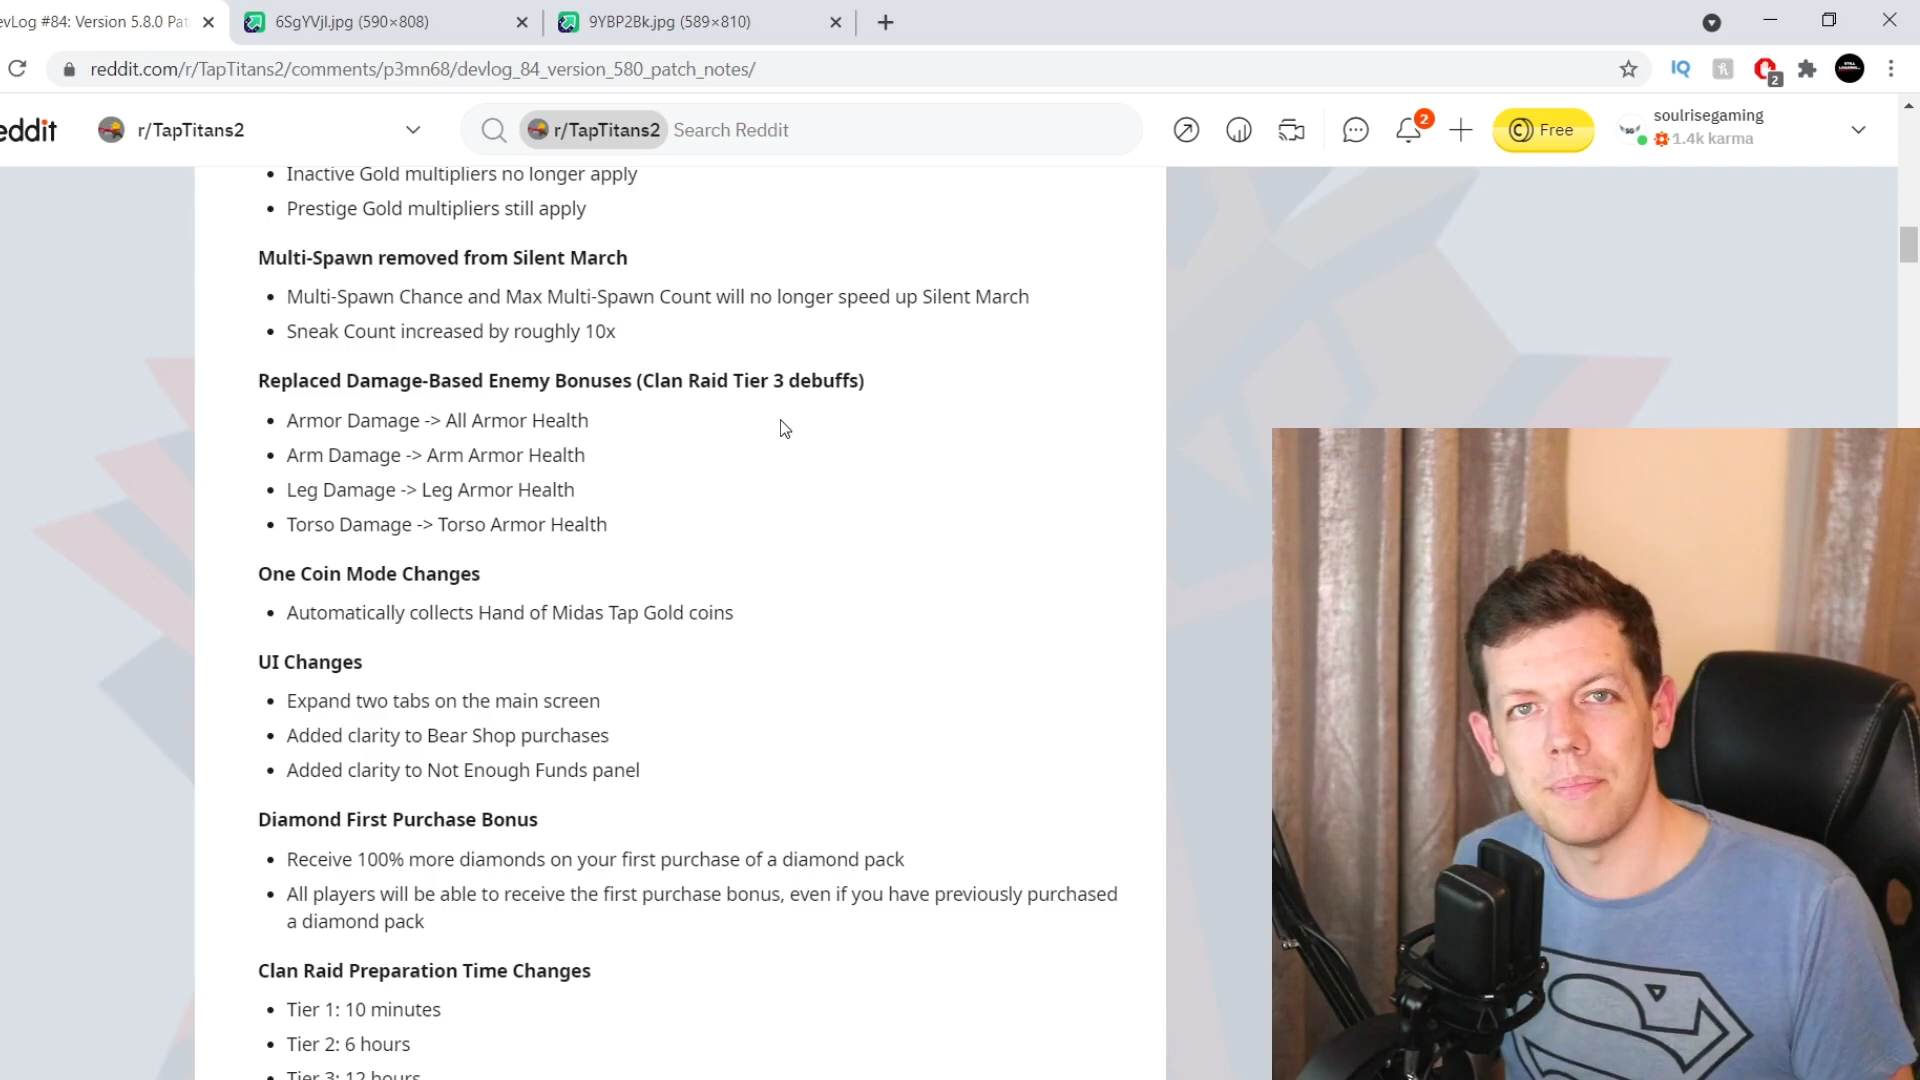 evLog #84: Version 5.8.0 Pat
6SgYVjI.jpg (590×808)
9YBP2Bk.jpg (589×810)
reddit.com/r/TapTitans2/comments/p3mn68/devlog_84_version_580_patch_notes/
IQ
2
eddit
r/TapTitans2
r/TapTitans2 Search Reddit
2
Free
soulrisegaming
1.4k karma
Inactive Gold multipliers no longer apply
Prestige Gold multipliers still apply
Multi-Spawn removed from Silent March
Multi-Spawn Chance and Max Multi-Spawn Count will no longer speed up Silent March
Sneak Count increased by roughly 10x
Replaced Damage-Based Enemy Bonuses (Clan Raid Tier 3 debuffs)
Armor Damage -> All Armor Health
Arm Damage -> Arm Armor Health
Leg Damage -> Leg Armor Health
Torso Damage -> Torso Armor Health
One Coin Mode Changes
Automatically collects Hand of Midas Tap Gold coins
UI Changes
Expand two tabs on the main screen
Added clarity to Bear Shop purchases
Added clarity to Not Enough Funds panel
Diamond First Purchase Bonus
Receive 100% more diamonds on your first purchase of a diamond pack
All players will be able to receive the first purchase bonus, even if you have previously purchased
a diamond pack
Clan Raid Preparation Time Changes
Tier 1: 10 minutes
Tier 2: 6 hours
Tier 3: 12 hours